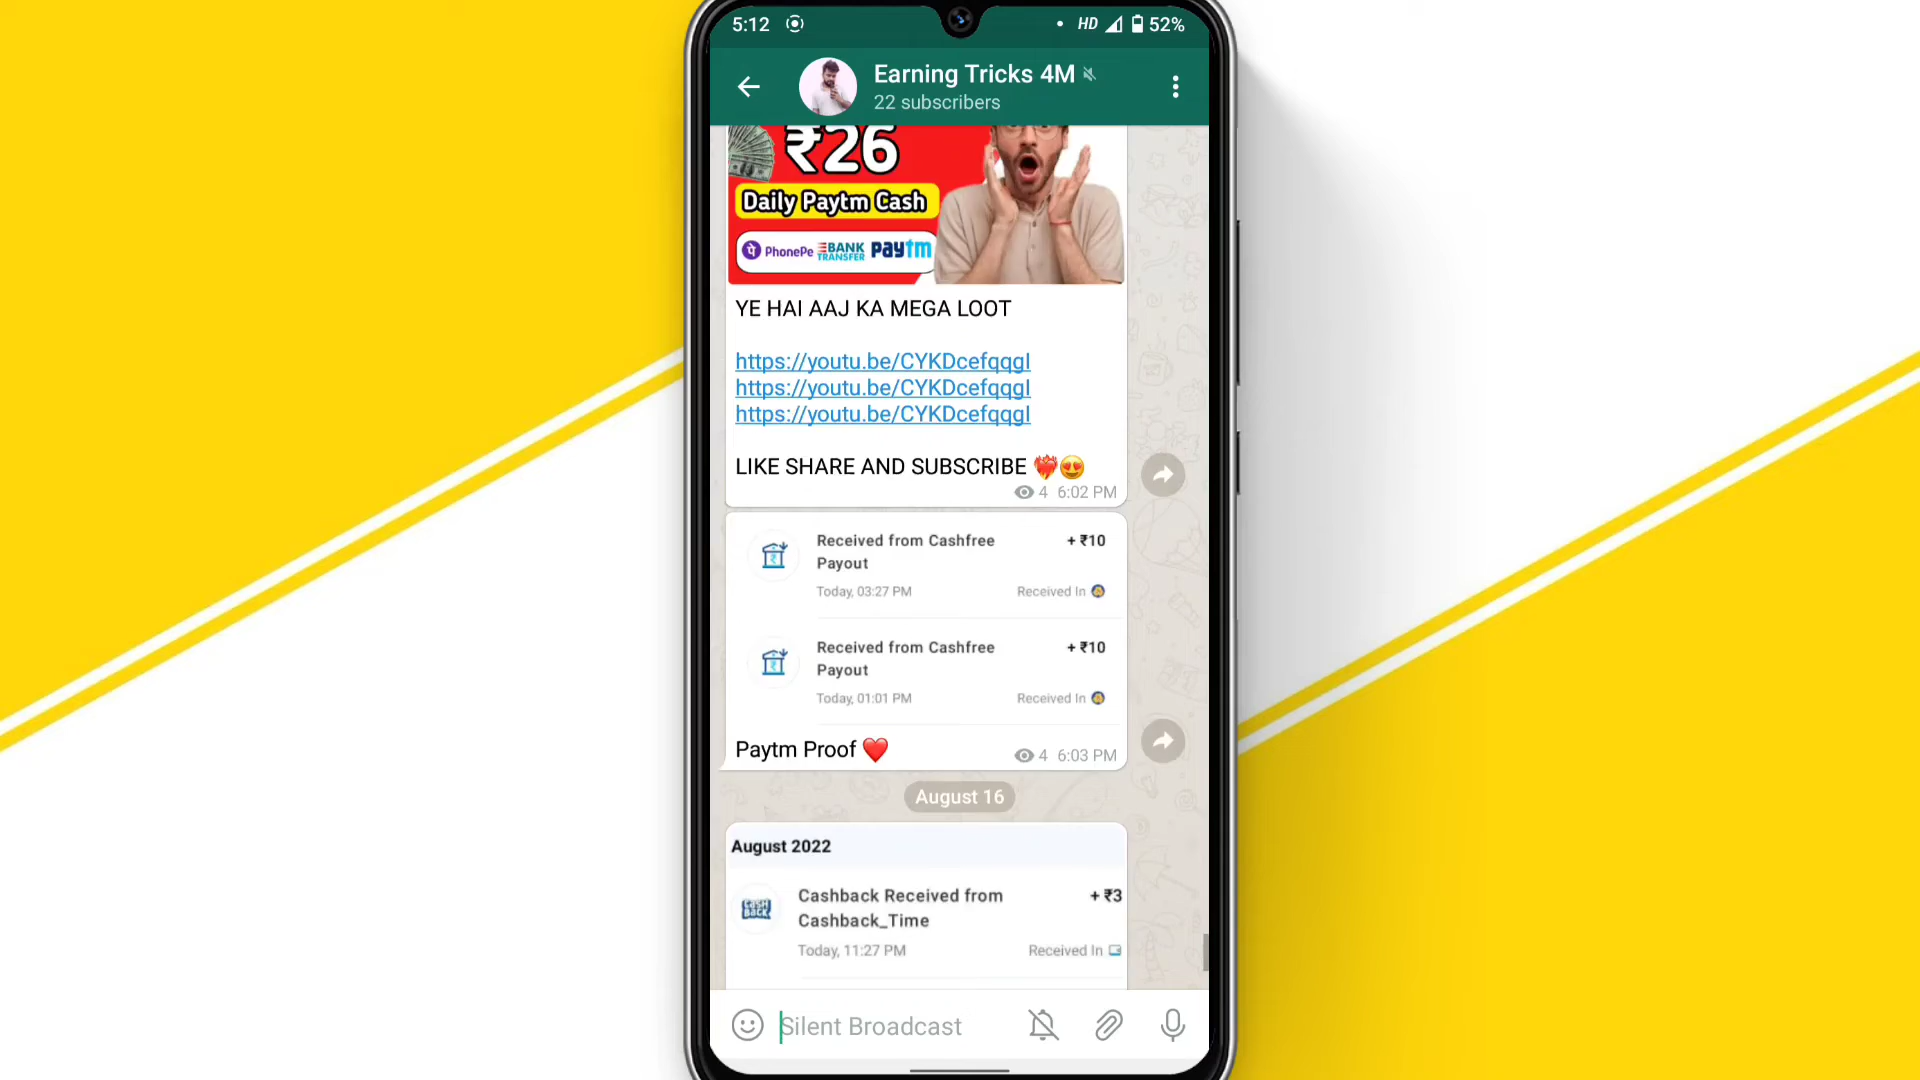 5:12 HD 52%
Earning Tricks 4M
22 subscribers
₹26
Daily Paytm Cash
PhonePe BANK TRANSFER paytm
YE HAI AAJ KA MEGA LOOT
https://youtu.be/CYKDcefqqgI
https://youtu.be/CYKDcefqqgI
https://youtu.be/CYKDcefqqgI
LIKE SHARE AND SUBSCRIBE ❤️‍🔥😍
4 6:02 PM
Received from Cashfree + ₹10
Payout
Today, 03:27 PM Received In
Received from Cashfree + ₹10
Payout
Today, 01:01 PM Received In
Paytm Proof ❤️
4 6:03 PM
August 16
August 2022
Cashback Received from + ₹3
CASH BACK
Cashback_Time
Today, 11:27 PM Received In
Silent Broadcast